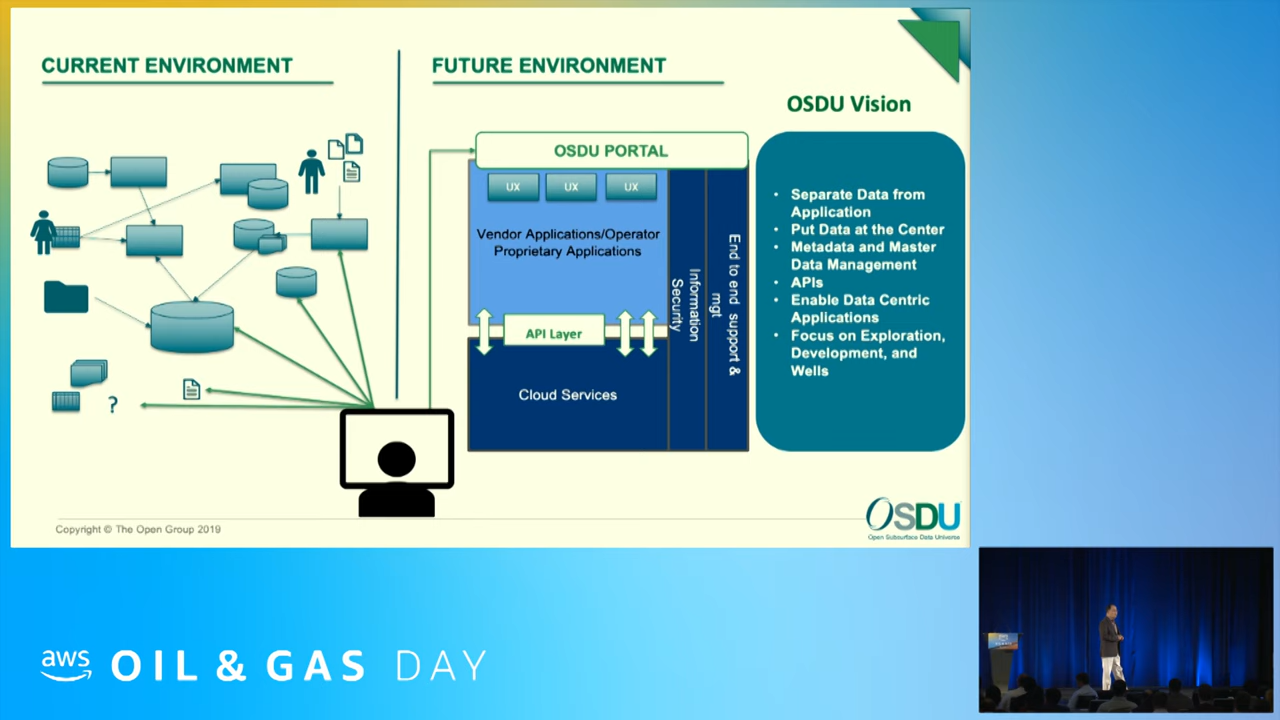 CURRENT ENVIRONMENT
?
FUTURE ENVIRONMENT
OSDU PORTAL
UX UX UX
Vendor Applications/Operator
Proprietary Applications
API Layer
Cloud Services
Information
Security
End to end support &
mgt
OSDU Vision
• Separate Data from
Application
• Put Data at the Center
• Metadata and Master
Data Management
• APIs
• Enable Data Centric
Applications
• Focus on Exploration,
Development, and
Wells
Copyright © The Open Group 2019
OSDU
Open Subsurface Data Universe
aws OIL & GAS DAY